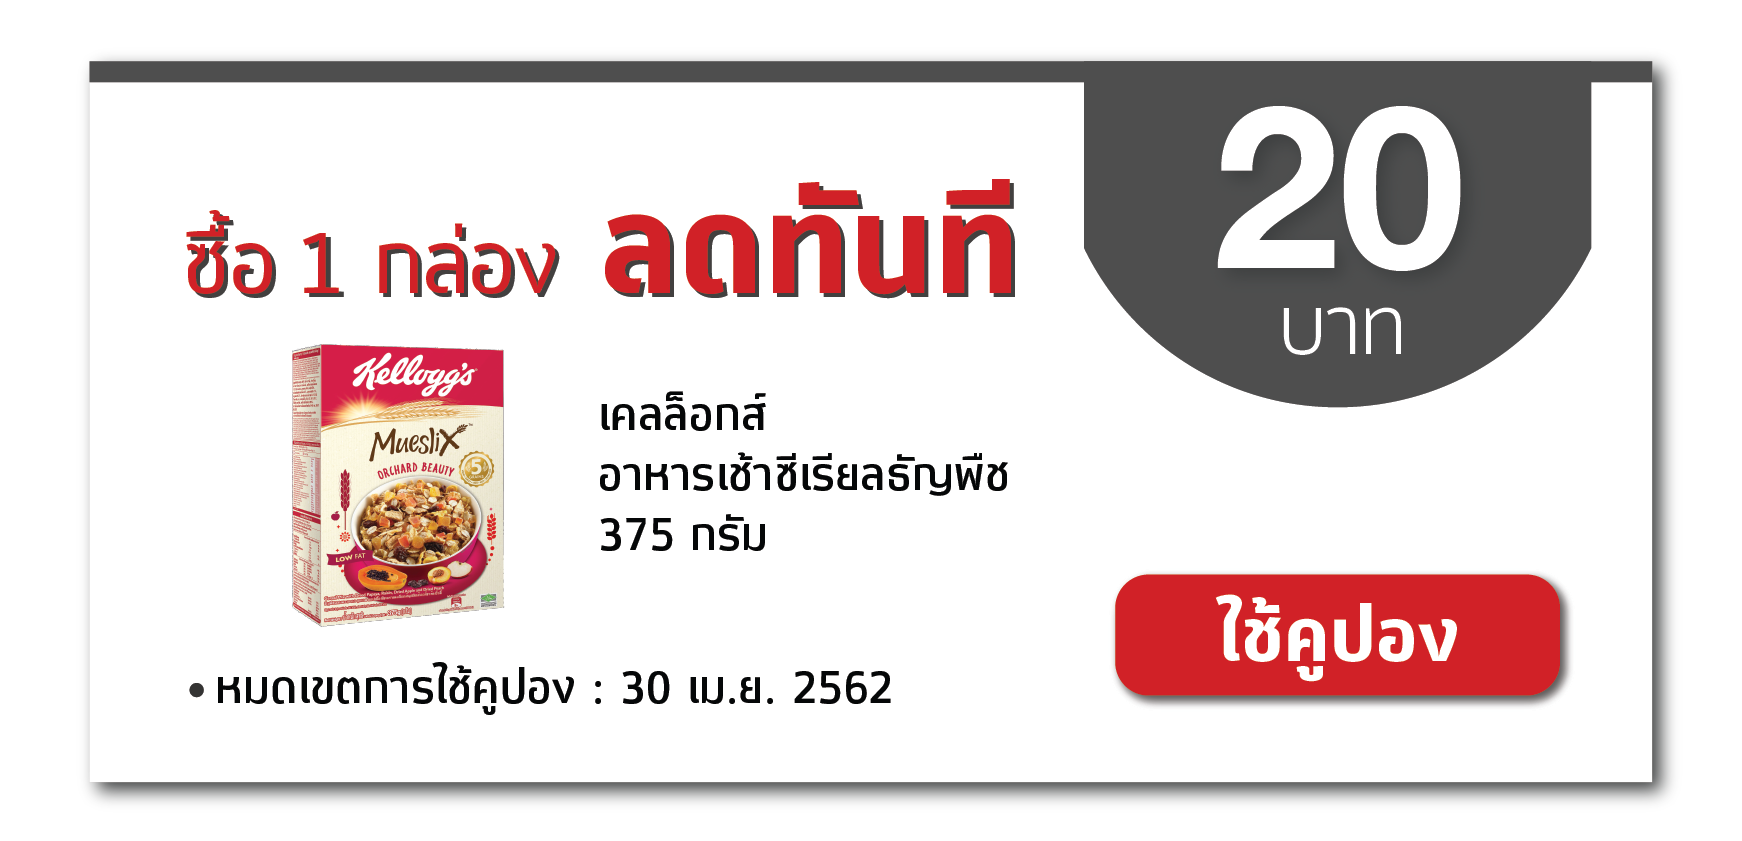 ซื้อ 1 กล่อง ลดทันที
20
บาท
Kellogg's
Mueslix
ORCHARD BEAUTY
5
LOW FAT
เคลล็อกส์
อาหารเช้าซีเรียลธัญพืช
375 กรัม
ใช้คูปอง
• หมดเขตการใช้คูปอง : 30 เม.ย. 2562